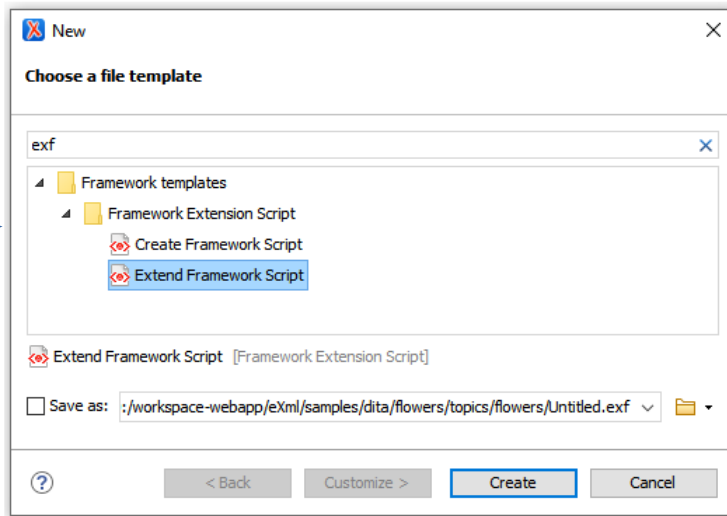 New
Choose a file template
exf
Framework templates
Framework Extension Script
Create Framework Script
Extend Framework Script
Extend Framework Script [Framework Extension Script]
Save as: :/workspace-webapp/eXml/samples/dita/flowers/topics/flowers/Untitled.exf
? < Back Customize > Create Cancel